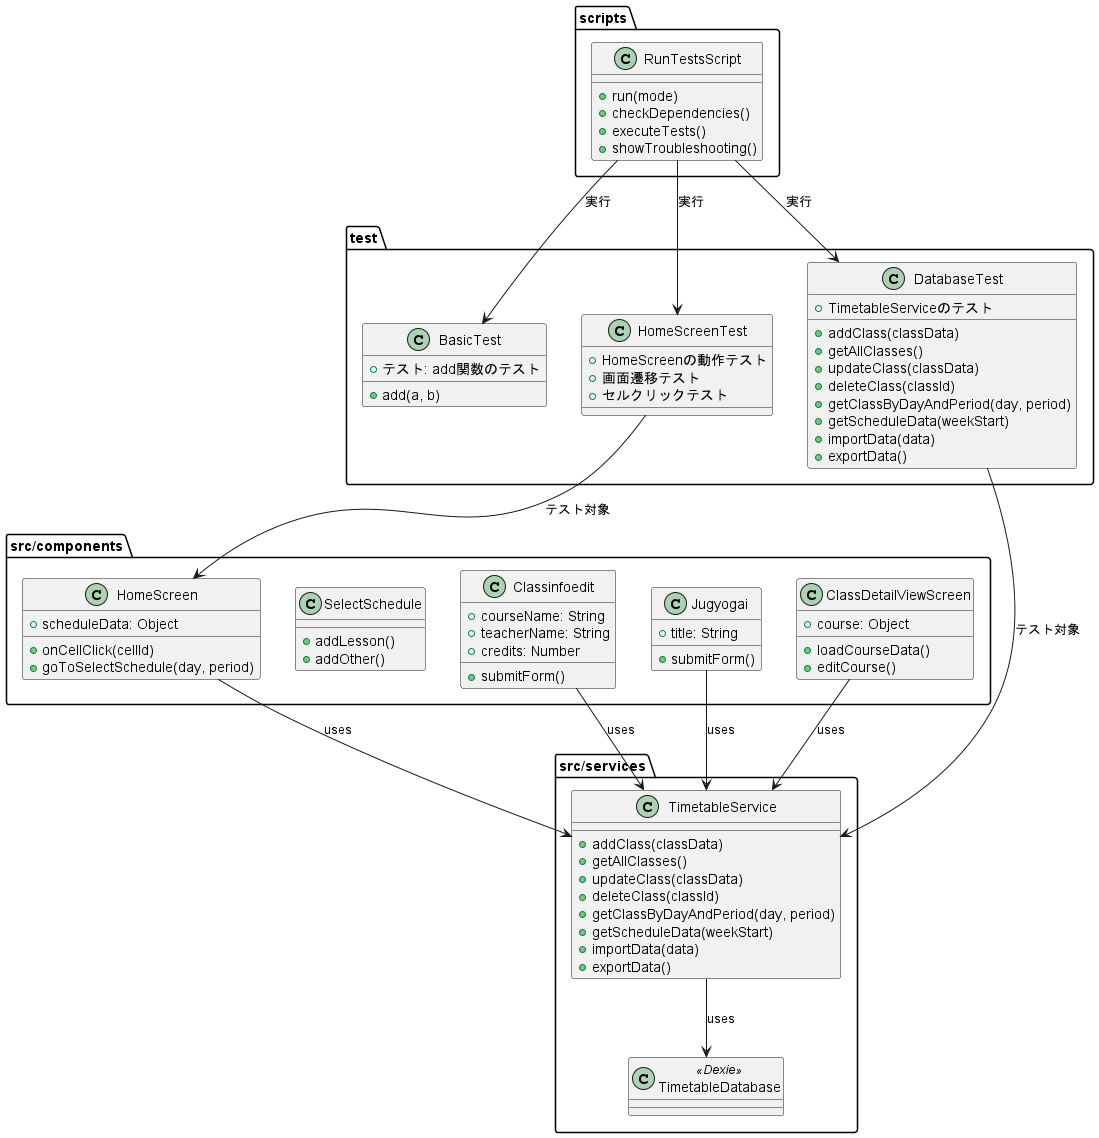 scripts
C RunTestsScript
run(mode)
checkDependencies()
executeTests()
showTroubleshooting()
実行
実行
実行
test
C BasicTest
テスト: add関数のテスト
add(a, b)
C HomeScreenTest
HomeScreenの動作テスト
画面遷移テスト
セルクリックテスト
C DatabaseTest
TimetableServiceのテスト
addClass(classData)
getAllClasses()
updateClass(classData)
deleteClass(classId)
getClassByDayAndPeriod(day, period)
getScheduleData(weekStart)
importData(data)
exportData()
テスト対象
テスト対象
src/components
C HomeScreen
scheduleData: Object
onCellClick(cellId)
goToSelectSchedule(day, period)
C SelectSchedule
addLesson()
addOther()
C Classinfoedit
courseName: String
teacherName: String
credits: Number
submitForm()
C Jugyogai
title: String
submitForm()
C ClassDetailViewScreen
course: Object
loadCourseData()
editCourse()
uses
uses
uses
uses
src/services
C TimetableService
addClass(classData)
getAllClasses()
updateClass(classData)
deleteClass(classId)
getClassByDayAndPeriod(day, period)
getScheduleData(weekStart)
importData(data)
exportData()
uses
«Dexie»
C TimetableDatabase